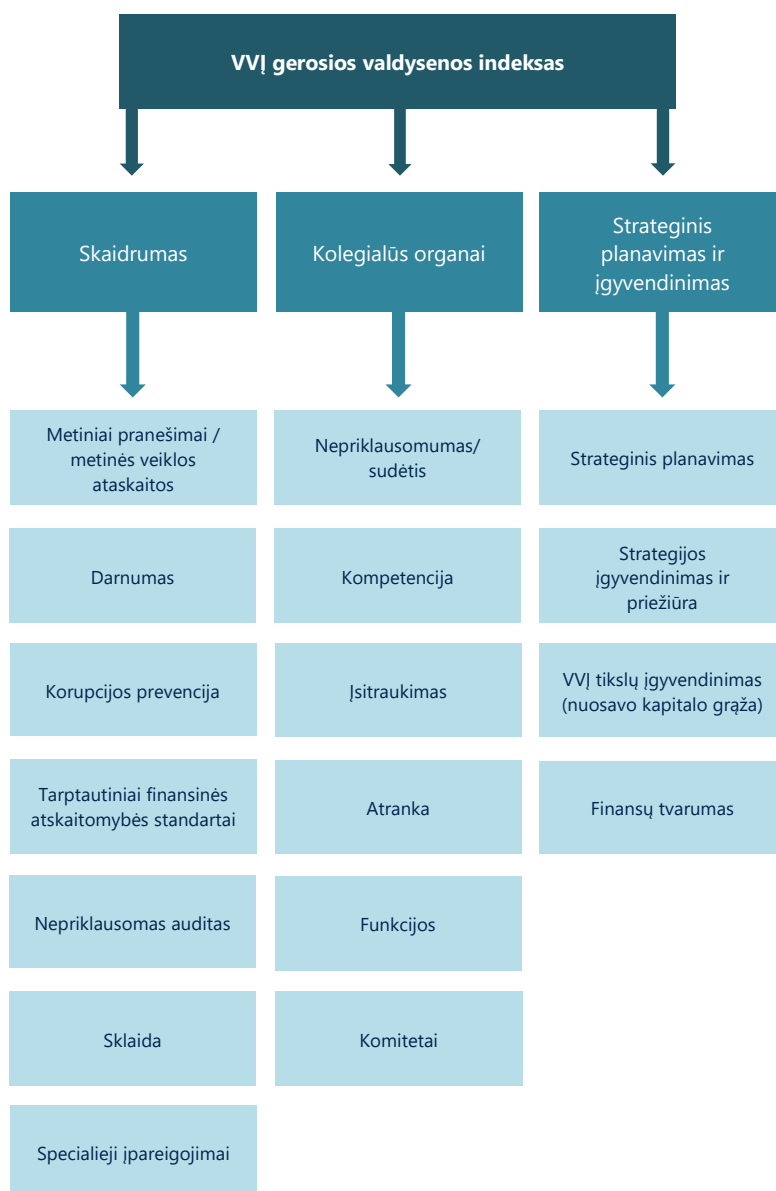 VVĮ gerosios valdysenos indeksas
Skaidrumas
Kolegialūs organai
Strateginis
planavimas ir
įgyvendinimas
Metiniai pranešimai /
metinės veiklos
ataskaitos
Nepriklausomumas/
sudėtis
Strateginis planavimas
Darnumas
Kompetencija
Strategijos
įgyvendinimas ir
priežiūra
Korupcijos prevencija
Įsitraukimas
VVĮ tikslų įgyvendinimas
(nuosavo kapitalo grąža)
Tarptautiniai finansinės
atskaitomybės standartai
Atranka
Finansų tvarumas
Nepriklausomas auditas
Funkcijos
Sklaida
Komitetai
Specialieji įpareigojimai